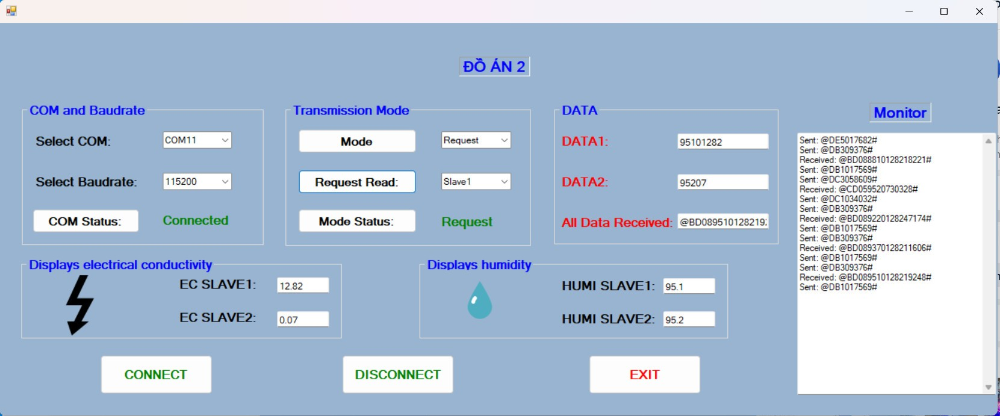 ĐỒ ÁN 2
COM and Baudrate
Select COM: COM11
Select Baudrate: 115200
COM Status: Connected
Transmission Mode
Mode Request
Request Read: Slave1
Mode Status: Request
DATA
DATA1: 95101282
DATA2: 95207
All Data Received: @BD0895101282192
Monitor
Sent: @DE5017682#
Sent: @DB309376#
Received: @BD088810128218221#
Sent: @DB1017569#
Sent: @DC3058609#
Received: @CD059520730328#
Sent: @DC1034032#
Sent: @DB309376#
Received: @BD089220128247174#
Sent: @DB1017569#
Sent: @DB309376#
Received: @BD089370128211606#
Sent: @DB1017569#
Sent: @DB309376#
Received: @BD089510128219248#
Sent: @DB1017569#
Displays electrical conductivity
EC SLAVE1: 12.82
EC SLAVE2: 0.07
Displays humidity
HUMI SLAVE1: 95.1
HUMI SLAVE2: 95.2
CONNECT
DISCONNECT
EXIT